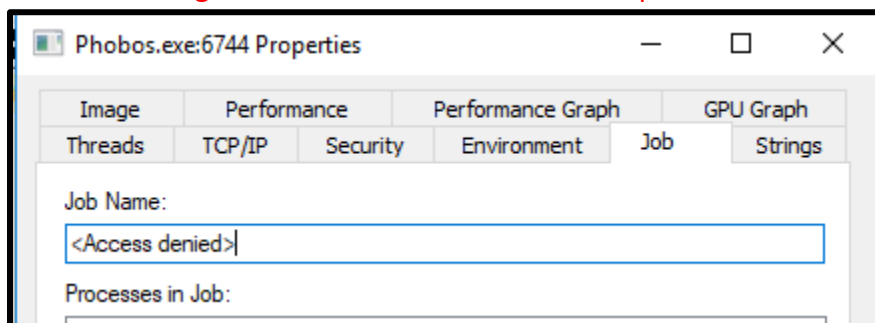 Phobos.exe:6744 Properties
Image Performance Performance Graph GPU Graph
Threads TCP/IP Security Environment Job Strings
Job Name:
<Access denied>
Processes in Job: